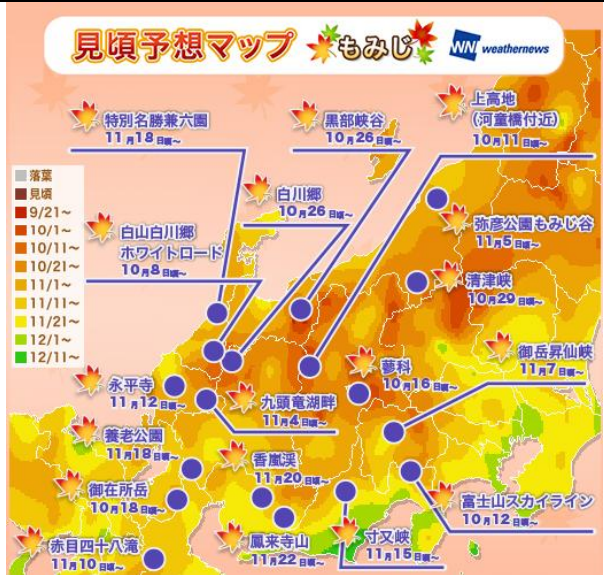 見頃予想マップ もみじ weathernews
特別名勝兼六園
11月18日頃~
黒部峡谷
10月26日頃~
上高地
(河童橋付近)
10月11日頃~
白川郷
10月26日頃~
白山白川郷
ホワイトロード
10月8日頃~
弥彦公園もみじ谷
11月5日頃~
清津峡
10月29日頃~
落葉
見頃
9/21~
10/1~
10/11~
10/21~
11/1~
11/11~
11/21~
12/1~
12/11~
御岳昇仙峡
11月7日頃~
蓼科
10月16日頃~
永平寺
11月12日頃~
九頭竜湖畔
11月4日頃~
養老公園
11月18日頃~
香嵐渓
11月20日頃~
御在所岳
10月18日頃~
富士山スカイライン
10月12日頃~
赤目四十八滝
11月10日頃~
鳳来寺山
11月22日頃~
寸又峡
11月15日頃~